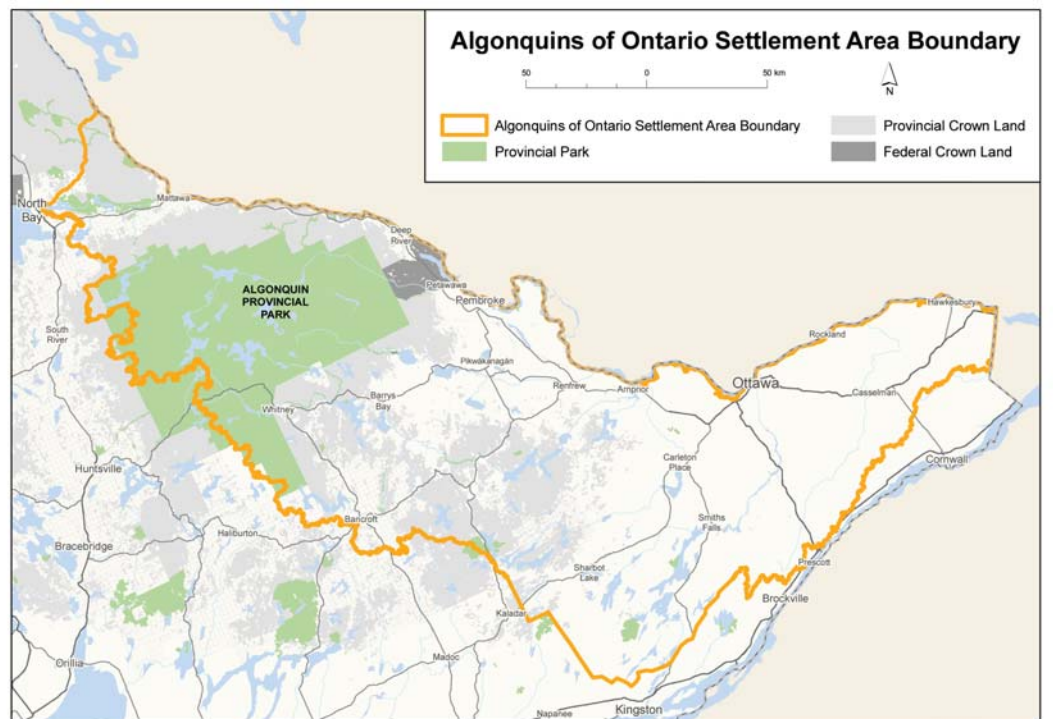 Algonquins of Ontario Settlement Area Boundary
50 0 50 km
N
Algonquins of Ontario Settlement Area Boundary
Provincial Crown Land
Provincial Park
Federal Crown Land
North
Bay
Mattawa
Deep
River
Petawawa
Pembroke
ALGONQUIN
PROVINCIAL
PARK
Hawkesbury
Rockland
South
River
Pikwakanagán
Renfrew
Arnprior
Ottawa
Casselman
Whitney
Barrys
Bay
Huntsville
Carleton
Place
Cornwall
Bancroft
Smiths
Falls
Haliburton
Bracebridge
Sharbot
Lake
Prescott
Brockville
Kaladar
Madoc
Orillia
Kingston
Napanee